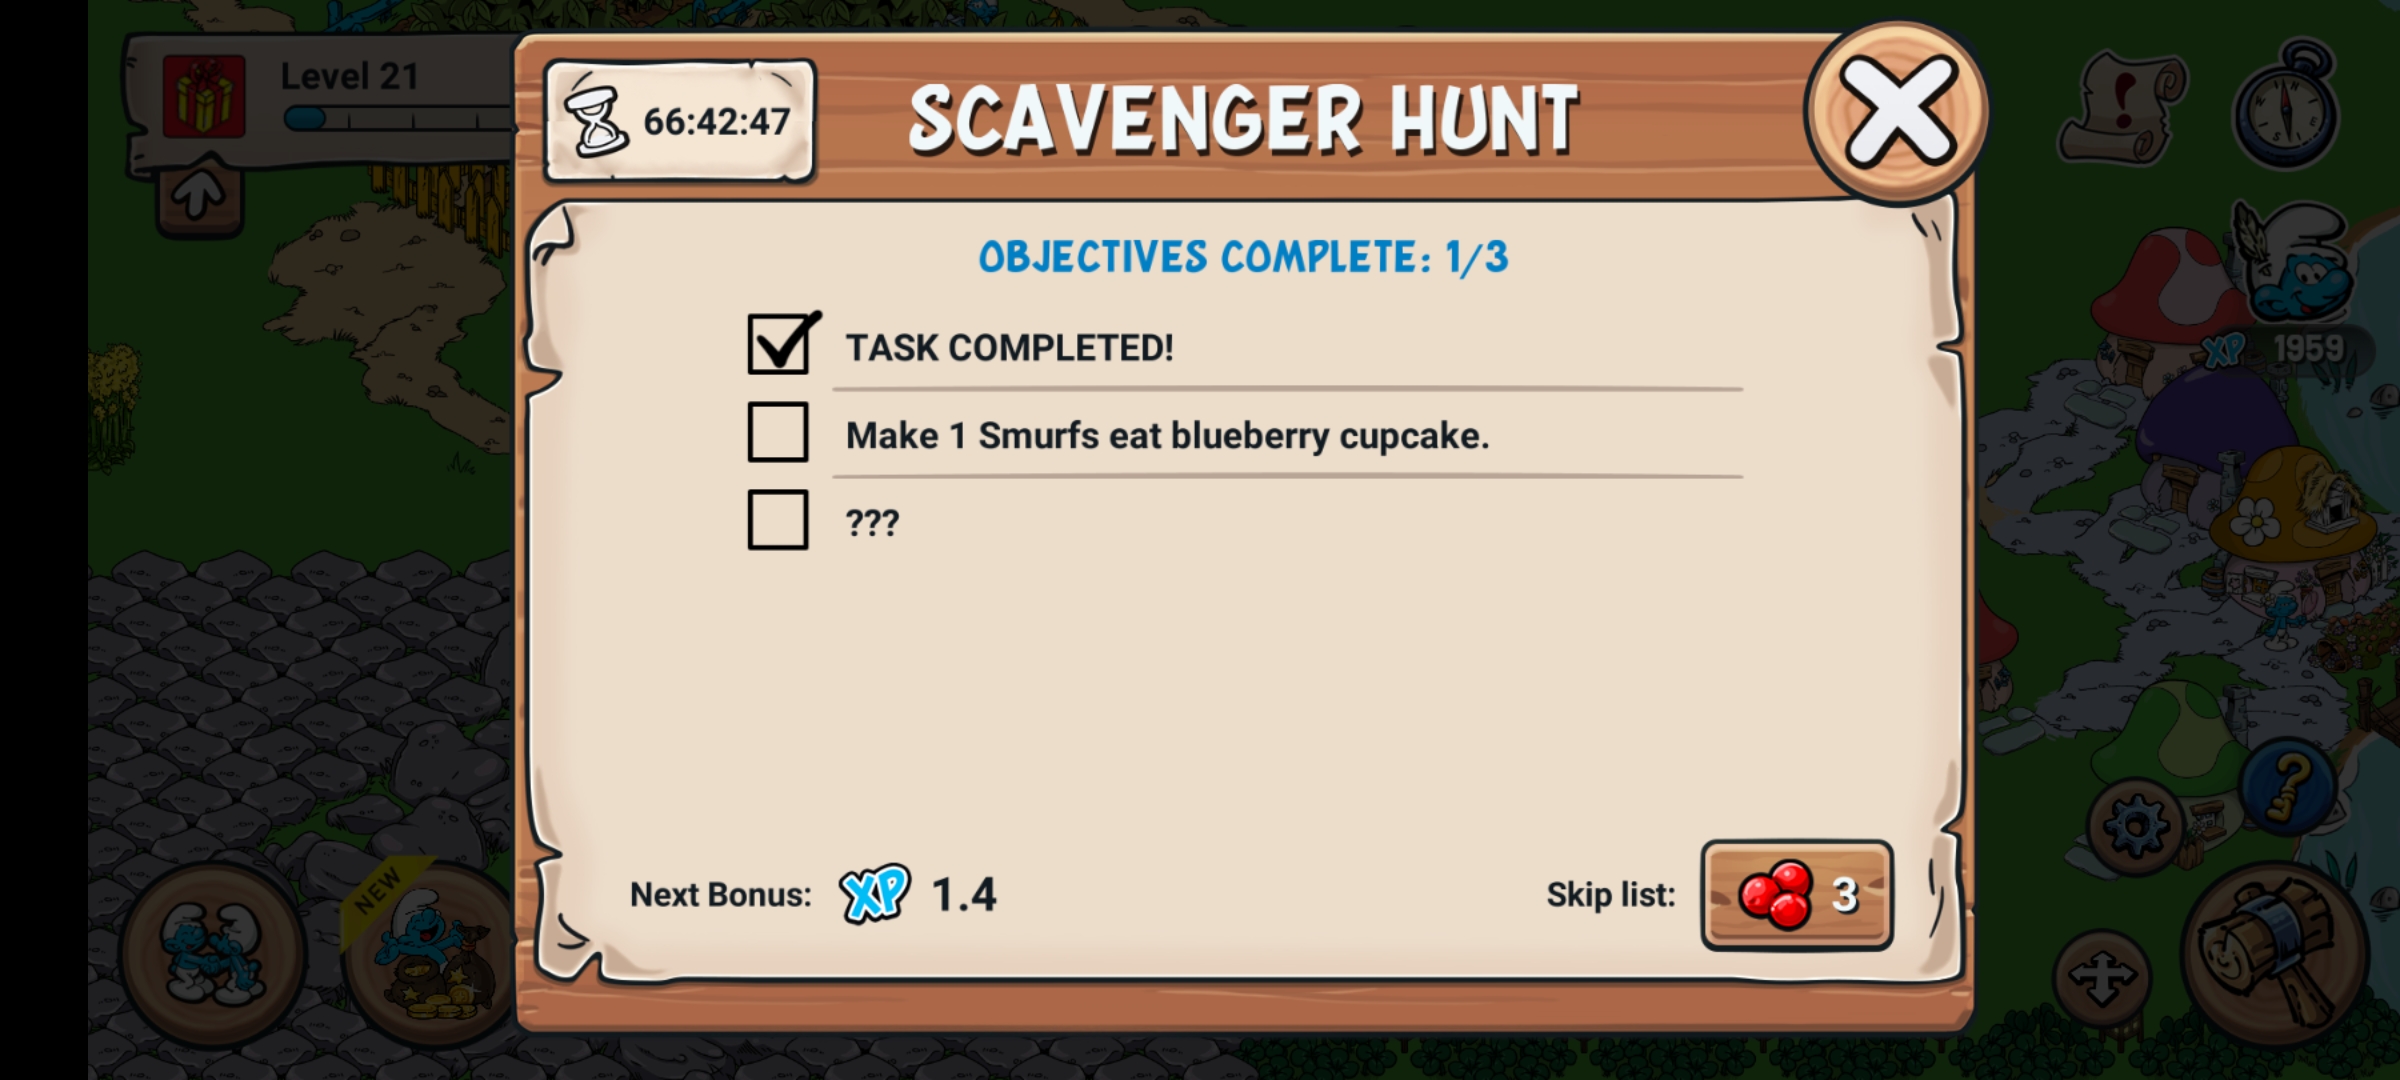 Level 21
66:42:47
SCAVENGER HUNT
OBJECTIVES COMPLETE: 1/3
TASK COMPLETED!
Make 1 Smurfs eat blueberry cupcake.
???
XP 1959
Next Bonus: XP 1.4
Skip list: 3
NEW